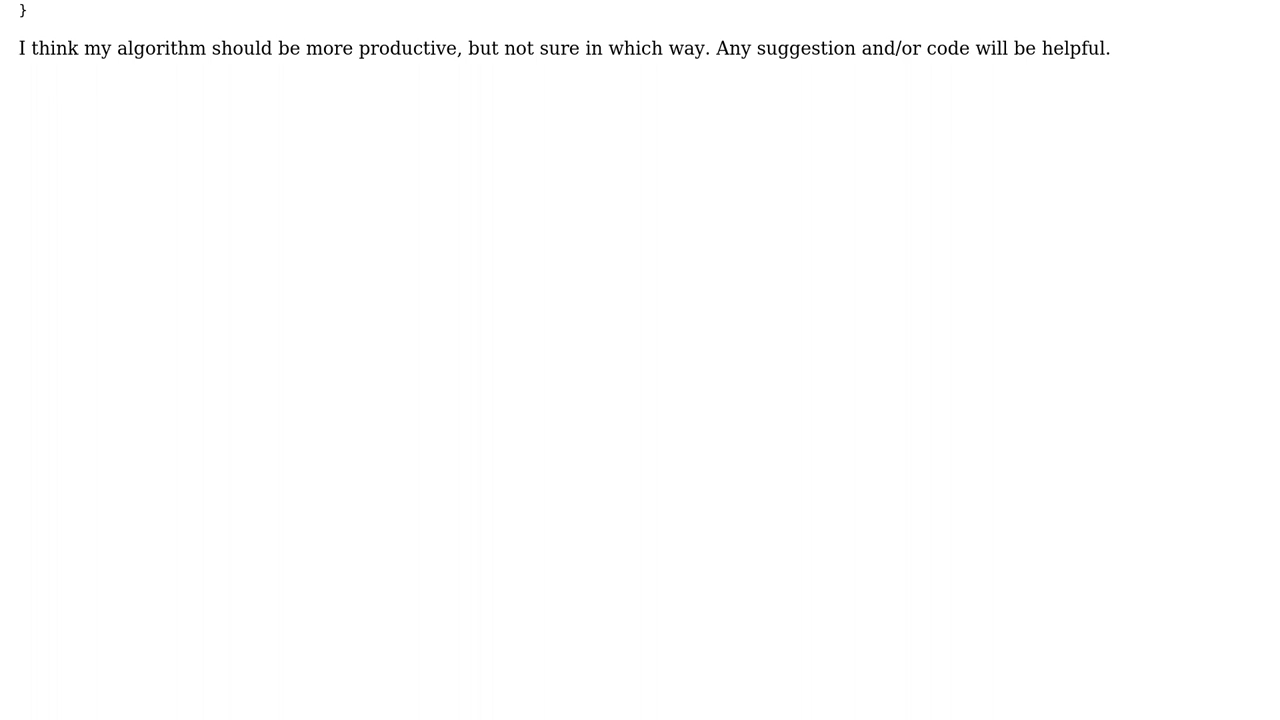 }
I think my algorithm should be more productive, but not sure in which way. Any suggestion and/or code will be helpful.